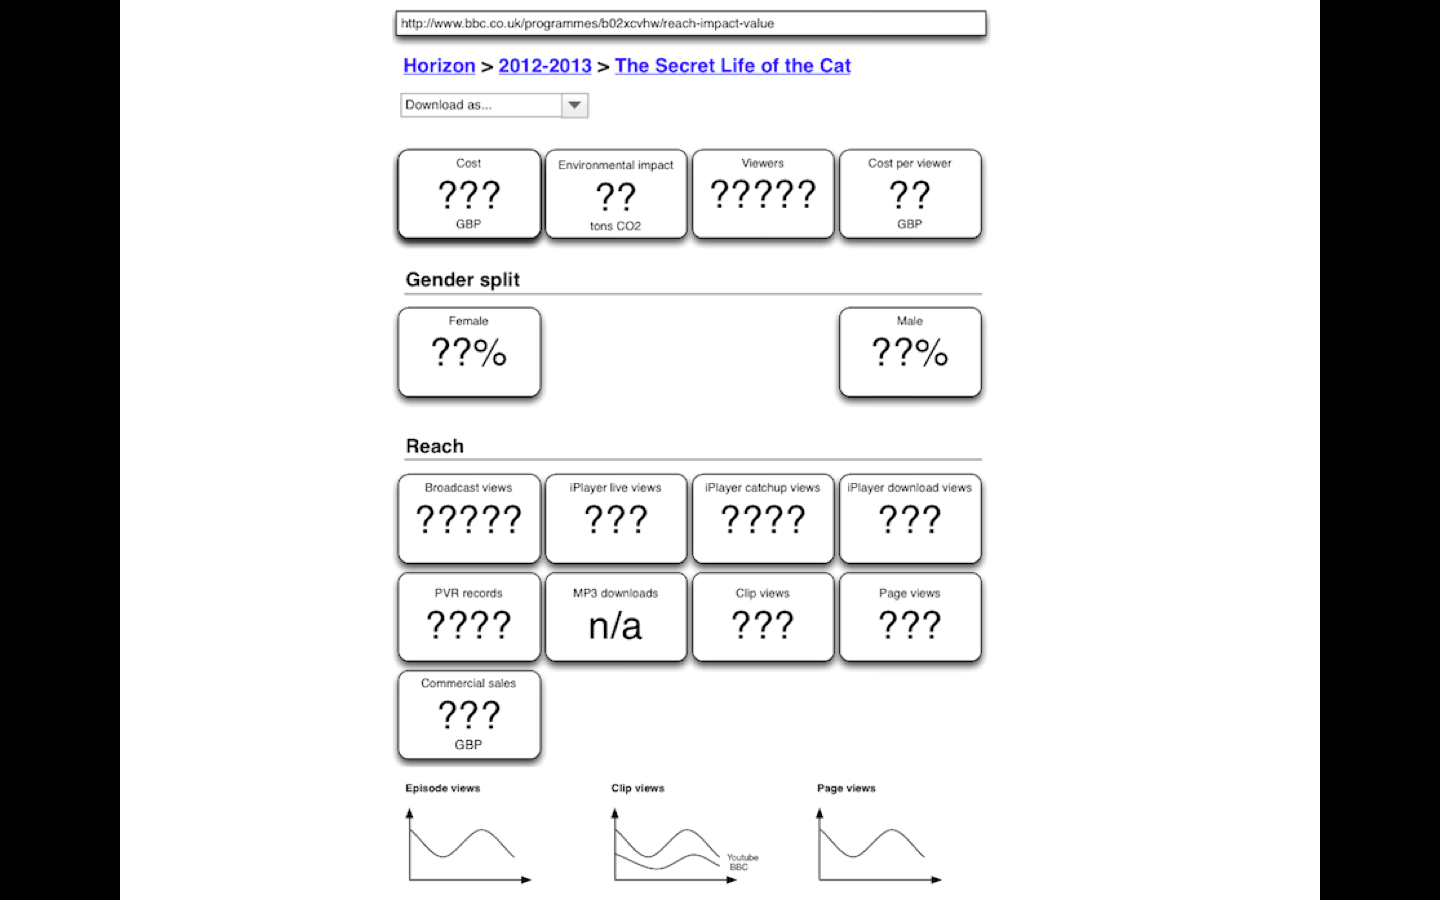 http://www.bbc.co.uk/programmes/b02xcvhw/reach-impact-value
Horizon > 2012-2013 > The Secret Life of the Cat
Download as...
Cost
???
GBP
Environmental impact
??
tons CO2
Viewers
?????
Cost per viewer
??
GBP
Gender split
Female
??%
Male
??%
Reach
Broadcast views
?????
iPlayer live views
???
iPlayer catchup views
????
iPlayer download views
???
PVR records
????
MP3 downloads
n/a
Clip views
???
Page views
???
Commercial sales
???
GBP
Episode views
Clip views
Youtube
BBC
Page views